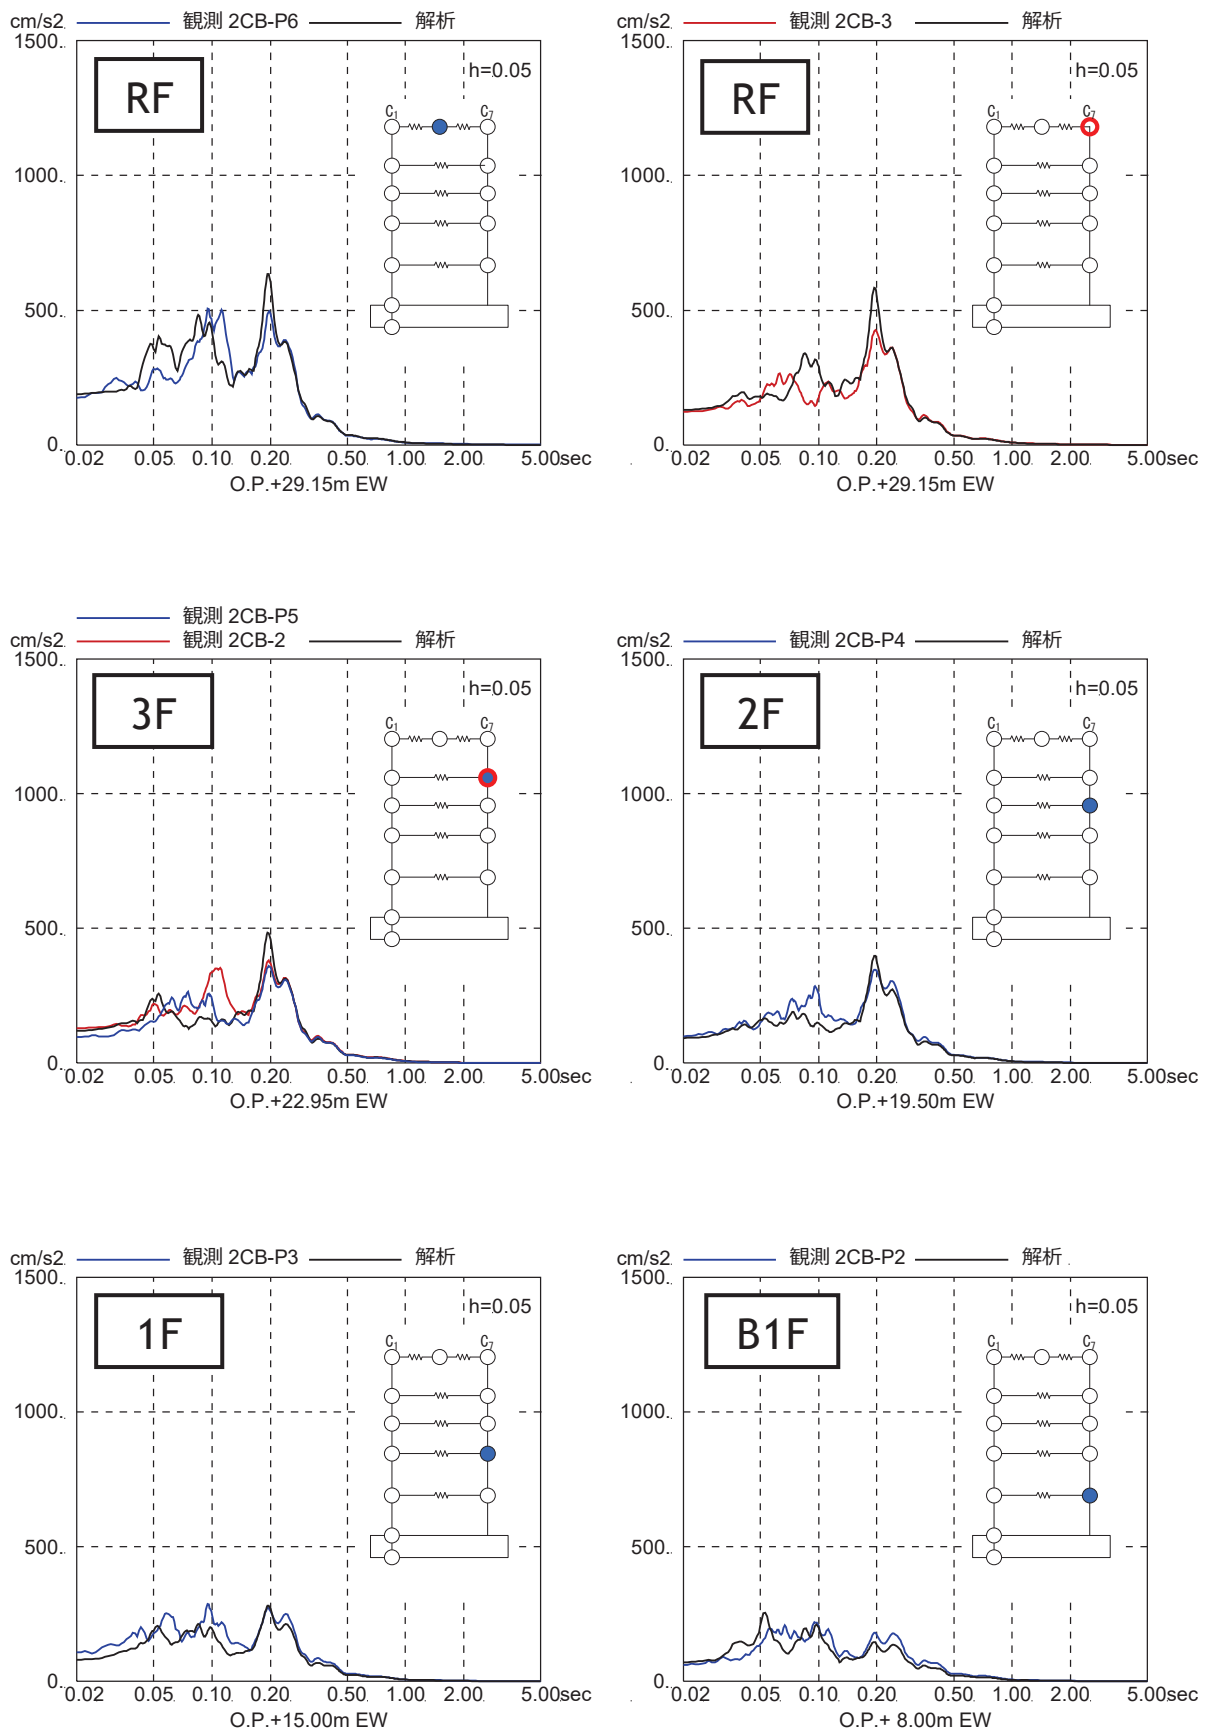 cm/s2 観測 2CB-P6 解析
1500.
RF
h=0.05
C1 C7
1000.
500.
0.
0.02 0.05 0.10 0.20 0.50 1.00 2.00 5.00sec
O.P.+29.15m EW
cm/s2 観測 2CB-3 解析
1500.
RF
h=0.05
C1 C7
1000.
500.
0.
0.02 0.05 0.10 0.20 0.50 1.00 2.00 5.00sec
O.P.+29.15m EW
観測 2CB-P5
cm/s2 観測 2CB-2 解析
1500.
3F
h=0.05
C1 C7
1000.
500.
0.
0.02 0.05 0.10 0.20 0.50 1.00 2.00 5.00sec
O.P.+22.95m EW
cm/s2 観測 2CB-P4 解析
1500.
2F
h=0.05
C1 C7
1000.
500.
0.
0.02 0.05 0.10 0.20 0.50 1.00 2.00 5.00sec
O.P.+19.50m EW
cm/s2 観測 2CB-P3 解析
1500.
1F
h=0.05
C1 C7
1000.
500.
0.
0.02 0.05 0.10 0.20 0.50 1.00 2.00 5.00sec
O.P.+15.00m EW
cm/s2 観測 2CB-P2 解析
1500.
B1F
h=0.05
C1 C7
1000.
500.
0.
0.02 0.05 0.10 0.20 0.50 1.00 2.00 5.00sec
O.P.+ 8.00m EW